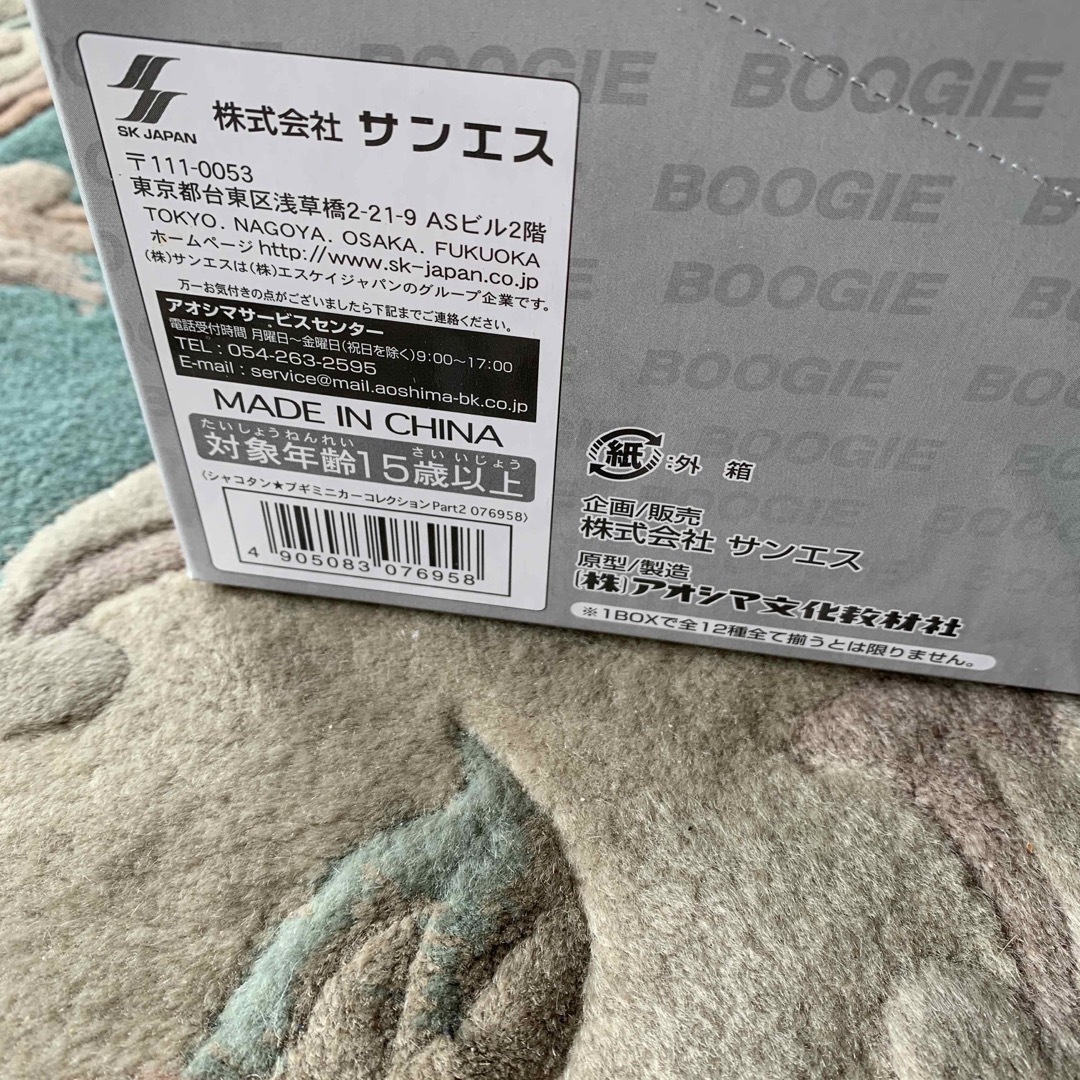 BOOGIE
BOOGIE
BOOGIE
BOOGIE
BOOGIE
BOOGIE
BOOGIE
SK JAPAN
株式会社 サンエス
〒111-0053
東京都台東区浅草橋2-21-9 ASビル2階
TOKYO. NAGOYA. OSAKA. FUKUOKA
ホームページ http://www.sk-japan.co.jp
(株)サンエスは(株)エスケイジャパンのグループ企業です。
万一お気付きの点がございましたら下記までご連絡ください。
アオシマサービスセンター
電話受付時間 月曜日〜金曜日(祝日を除く)9:00〜17:00
TEL : 054-263-2595
E-mail : service@mail.aoshima-bk.co.jp
MADE IN CHINA
たいしょうねんれい さいいじょう
対象年齢15歳以上
〈シャコタン★ブギミニカーコレクションPart2 076958〉
4 905083 076958
紙 :外 箱
企画/販売
株式会社 サンエス
原型/製造
(株)アオシマ文化教材社
※1BOXで全12種全て揃うとは限りません。